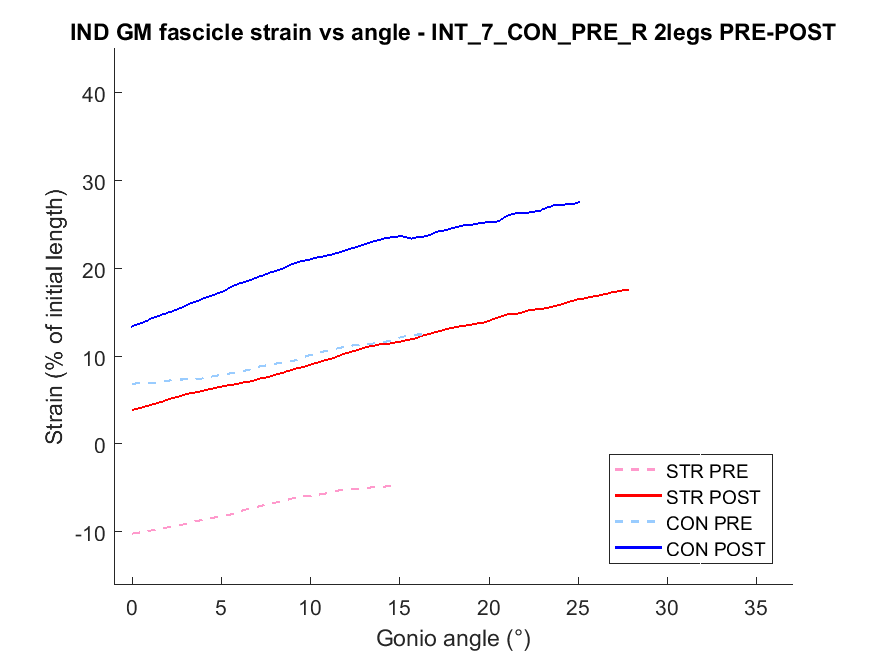 IND GM fascicle strain vs angle - INT_7_CON_PRE_R 2legs PRE-POST
40
30
20
10
0
-10
Strain (% of initial length)
0 5 10 15 20 25 30 35
Gonio angle (°)
STR PRE
STR POST
CON PRE
CON POST